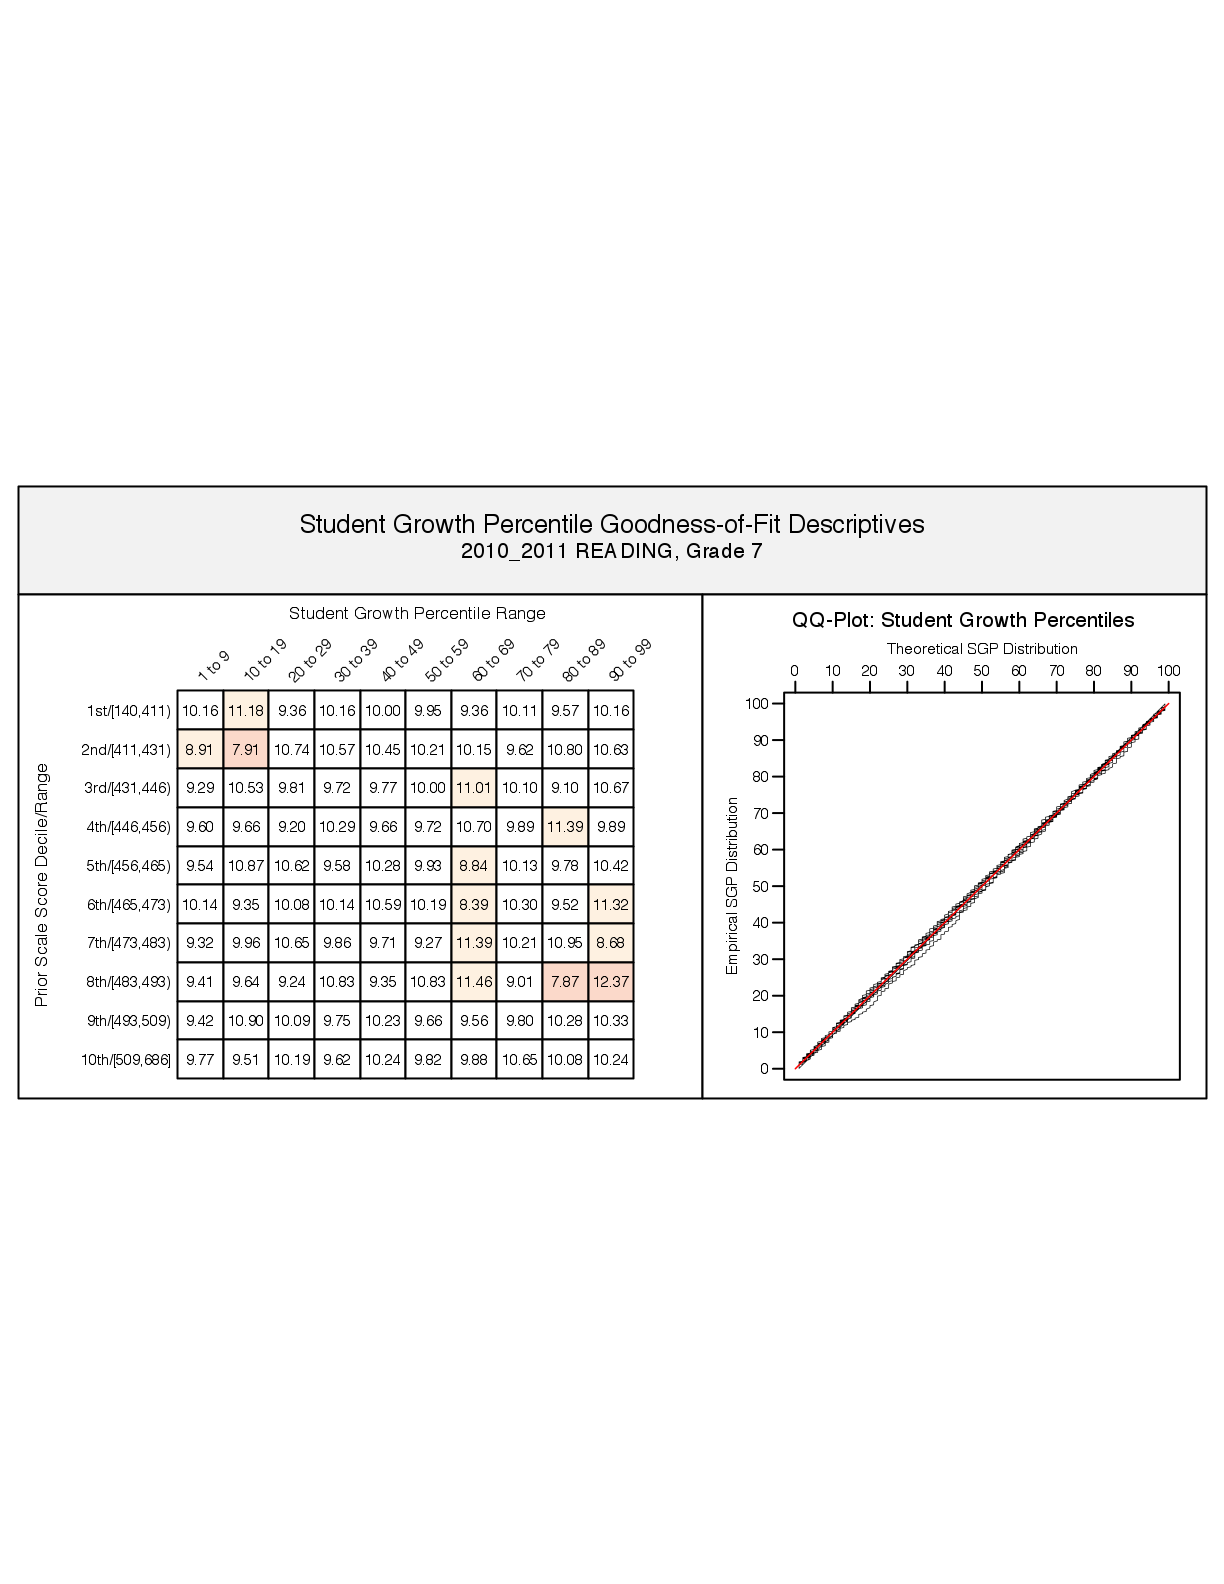 Student Growth Percentile Goodness-of-Fit Descriptives
2010_2011 READING, Grade 7
Student Growth Percentile Range
1 to 9 10 to 19 20 to 29 30 to 39 40 to 49 50 to 59 60 to 69 70 to 79 80 to 89 90 to 99
Prior Scale Score Decile/Range
1st/[140,411) 10.16 11.18 9.36 10.16 10.00 9.95 9.36 10.11 9.57 10.16
2nd/[411,431) 8.91 7.91 10.74 10.57 10.45 10.21 10.15 9.62 10.80 10.63
3rd/[431,446) 9.29 10.53 9.81 9.72 9.77 10.00 11.01 10.10 9.10 10.67
4th/[446,456) 9.60 9.66 9.20 10.29 9.66 9.72 10.70 9.89 11.39 9.89
5th/[456,465) 9.54 10.87 10.62 9.58 10.28 9.93 8.84 10.13 9.78 10.42
6th/[465,473) 10.14 9.35 10.08 10.14 10.59 10.19 8.39 10.30 9.52 11.32
7th/[473,483) 9.32 9.96 10.65 9.86 9.71 9.27 11.39 10.21 10.95 8.68
8th/[483,493) 9.41 9.64 9.24 10.83 9.35 10.83 11.46 9.01 7.87 12.37
9th/[493,509) 9.42 10.90 10.09 9.75 10.23 9.66 9.56 9.80 10.28 10.33
10th/[509,686] 9.77 9.51 10.19 9.62 10.24 9.82 9.88 10.65 10.08 10.24
QQ-Plot: Student Growth Percentiles
Theoretical SGP Distribution
0 10 20 30 40 50 60 70 80 90 100
Empirical SGP Distribution
100
90
80
70
60
50
40
30
20
10
0